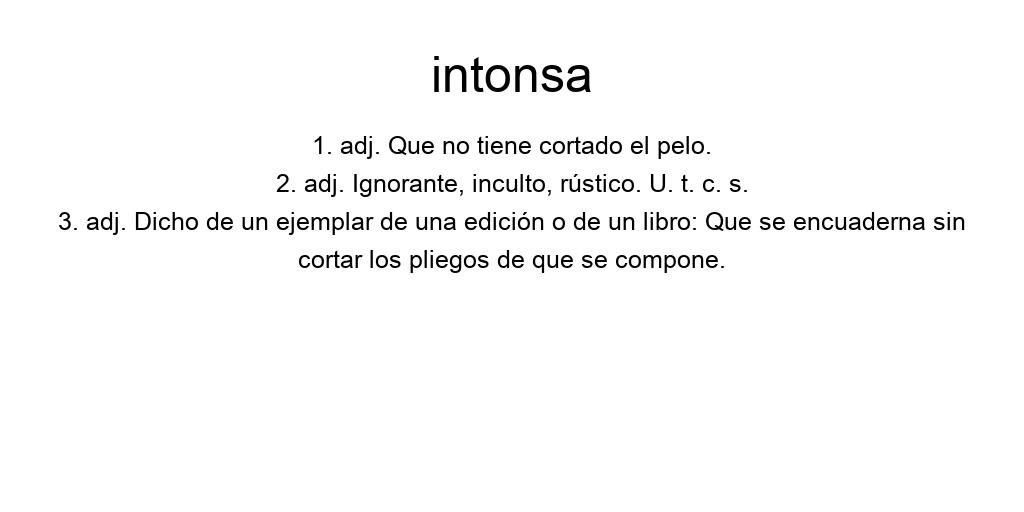 intonsa
1. adj. Que no tiene cortado el pelo.
2. adj. Ignorante, inculto, rústico. U. t. c. s.
3. adj. Dicho de un ejemplar de una edición o de un libro: Que se encuaderna sin
cortar los pliegos de que se compone.